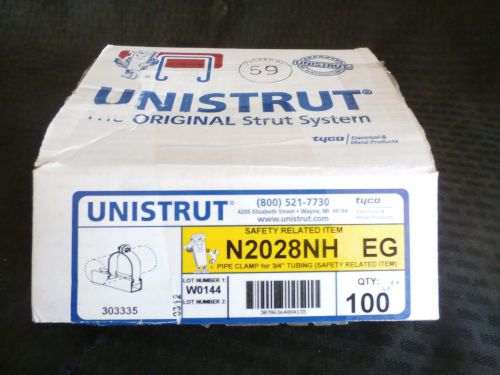 59
UNISTRUT®
THE ORIGINAL Strut System
tyco / Electrical &
Metal Products
UNISTRUT®
(800) 521-7730
4205 Elizabeth Street • Wayne, MI 48184
www.unistrut.com
tyco
Electrical &
Metal Products
SAFETY RELATED ITEM
N2028NH EG
PIPE CLAMP for 3/4" TUBING (SAFETY RELATED ITEM)
303335
0312
LOT NUMBER 1:
W0144
LOT NUMBER 2:
QTY:
100